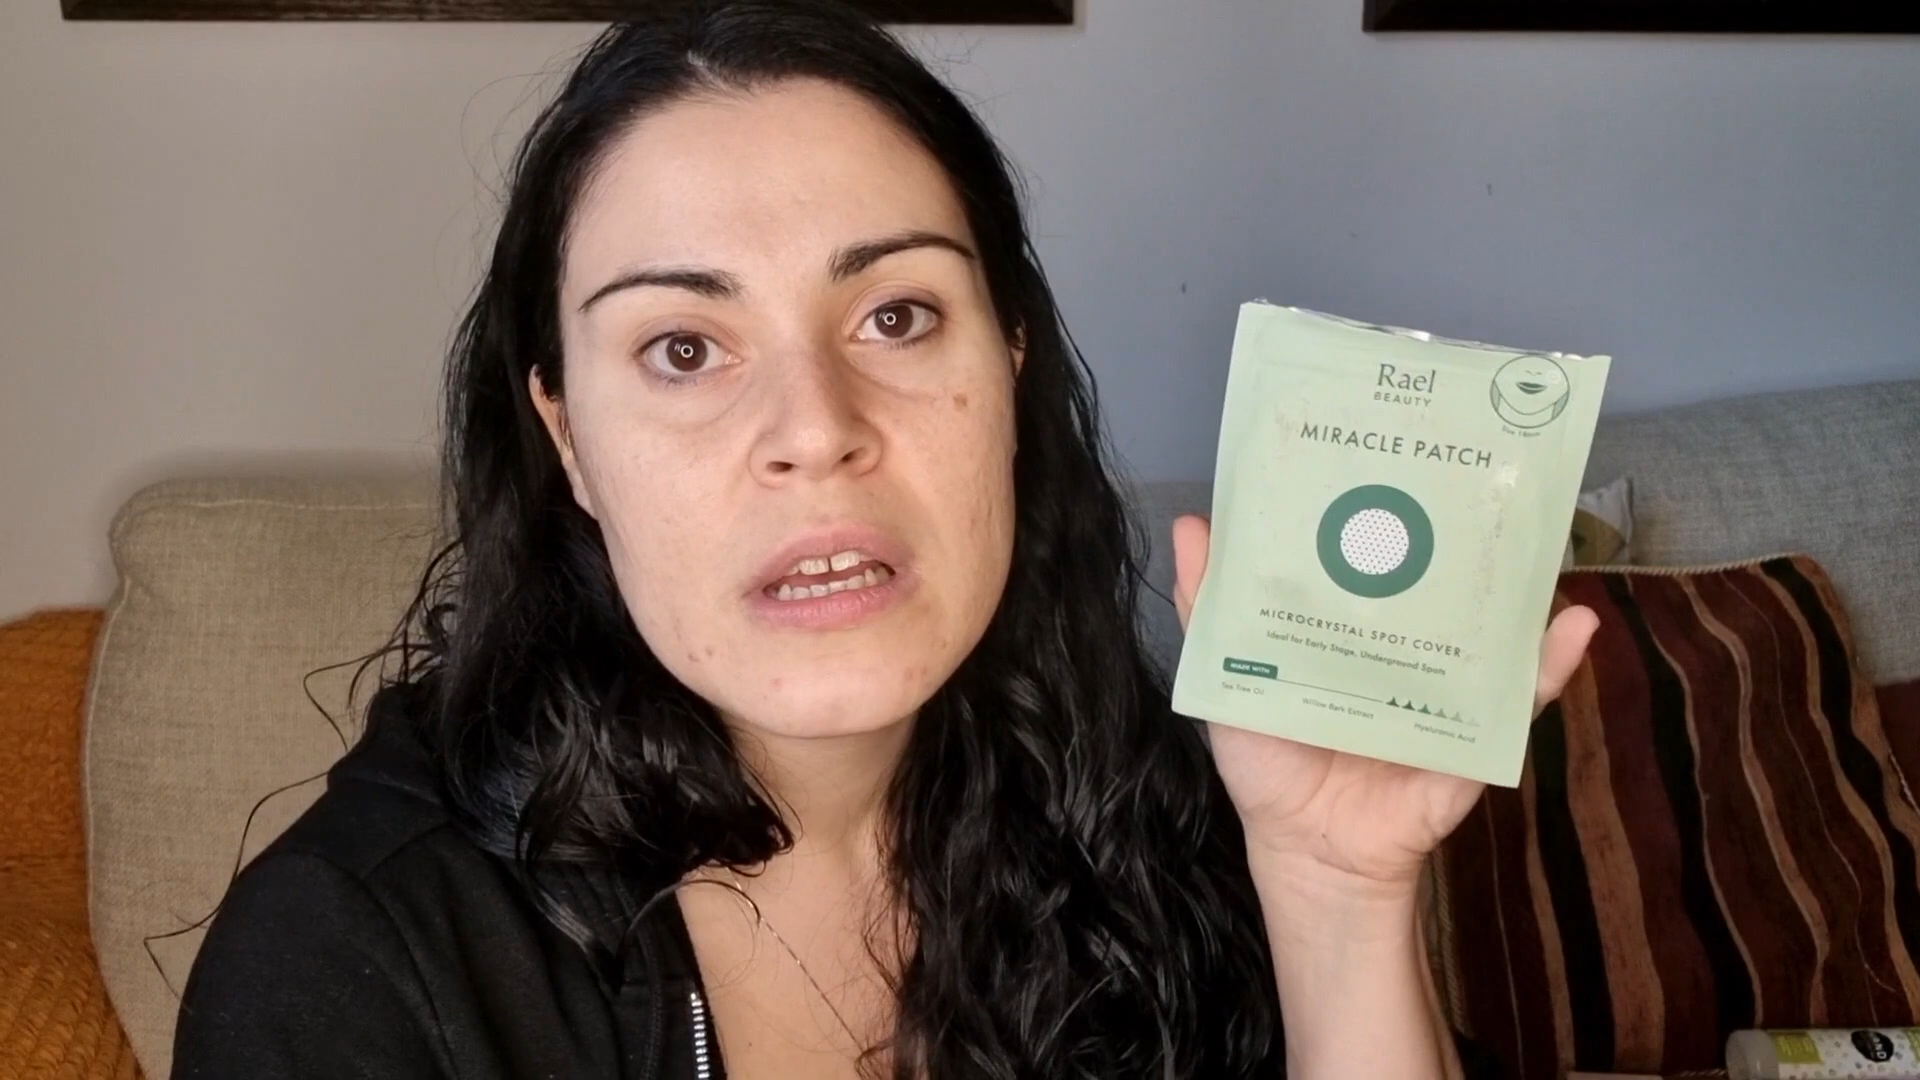 Rael
BEAUTY
MIRACLE PATCH
MICROCRYSTAL SPOT COVER
Ideal for Early Stage, Underground Spots
MADE WITH
Tea Tree Oil
Willow Bark Extract
Hyaluronic Acid
AND